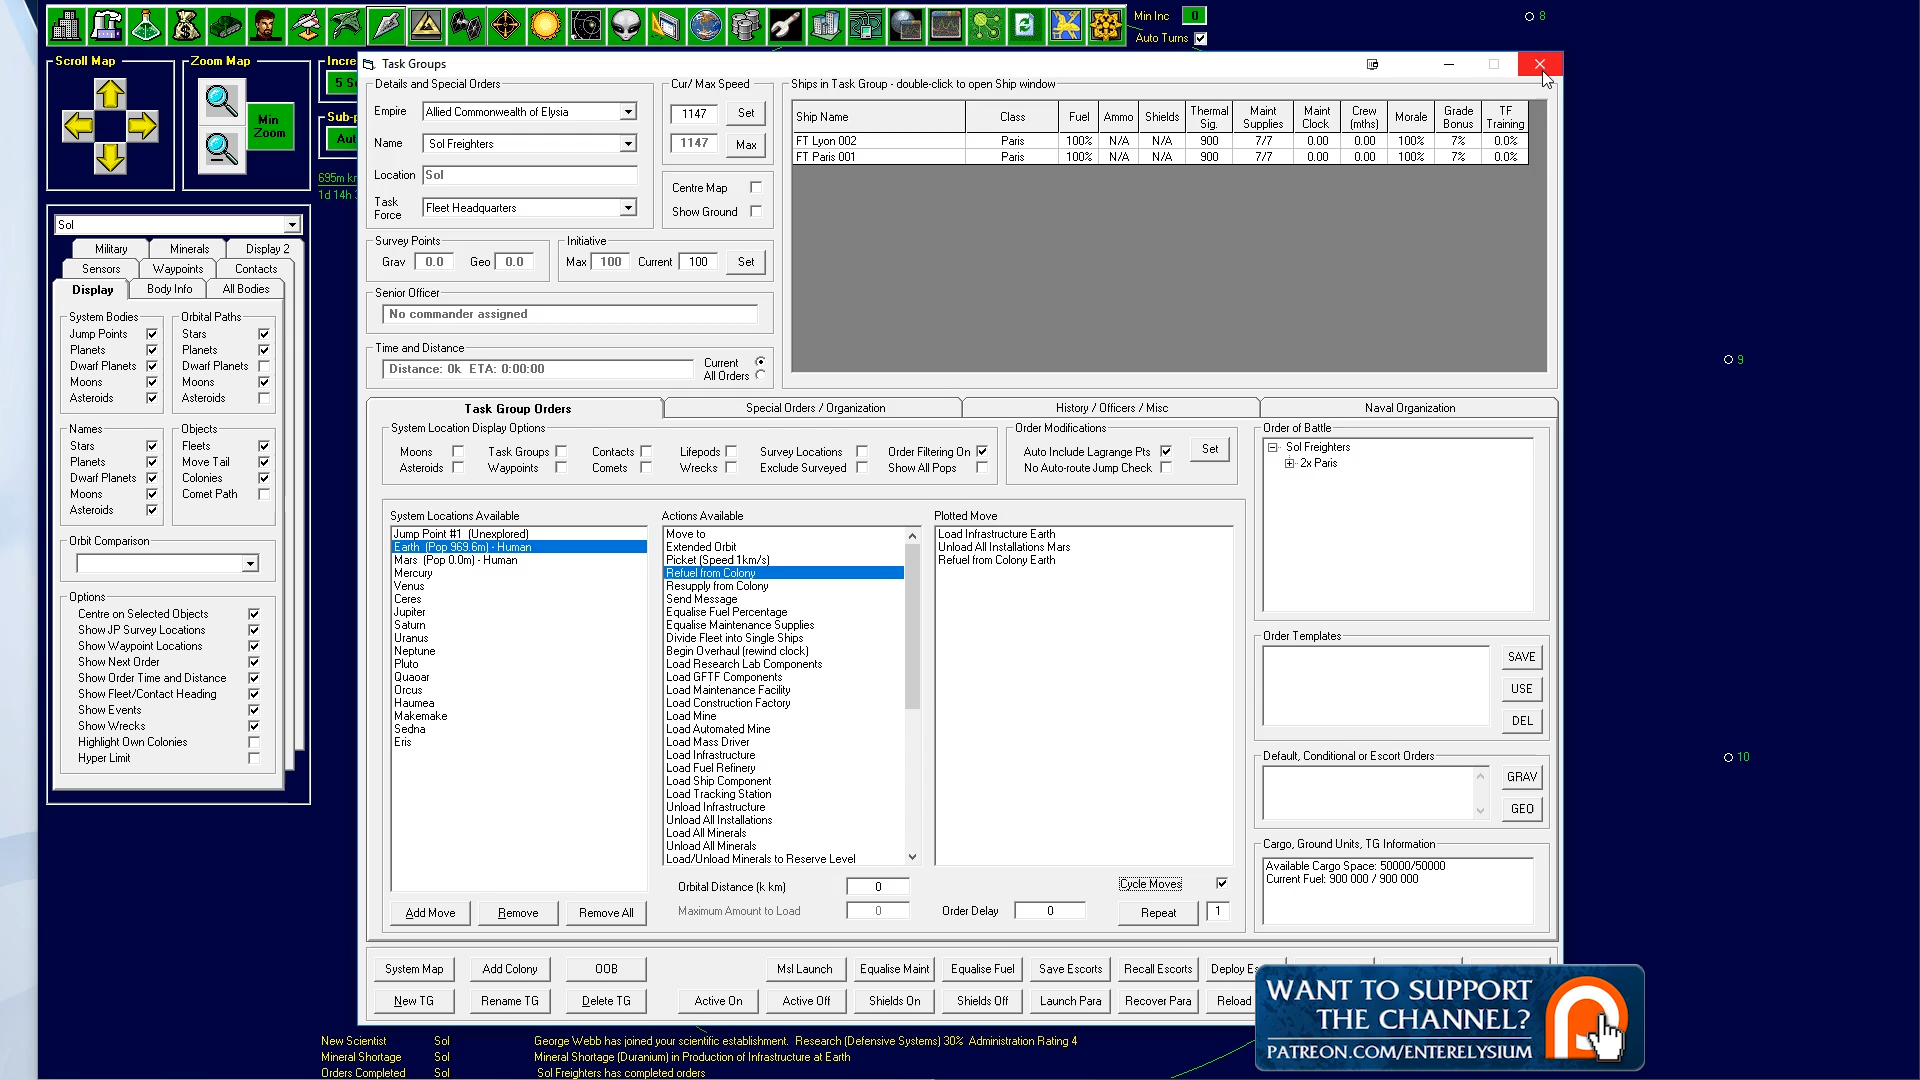 Min Inc 0
Auto Turns
8
Scroll Map
Zoom Map
Min Zoom
Incre
5 S
Sub-p
Au
695m k
1d 14h
Sol
Military Minerals Display 2
Sensors Waypoints Contacts
Display Body Info All Bodies
System Bodies
Jump Points
Planets
Dwarf Planets
Moons
Asteroids
Orbital Paths
Stars
Planets
Dwarf Planets
Moons
Asteroids
Names
Stars
Planets
Dwarf Planets
Moons
Asteroids
Objects
Fleets
Move Tail
Colonies
Comet Path
Orbit Comparison
Options
Centre on Selected Objects
Show JP Survey Locations
Show Waypoint Locations
Show Next Order
Show Order Time and Distance
Show Fleet/Contact Heading
Show Events
Show Wrecks
Highlight Own Colonies
Hyper Limit
Task Groups
Details and Special Orders
Empire Allied Commonwealth of Elysia
Name Sol Freighters
Location Sol
Task Force Fleet Headquarters
Cur/ Max Speed
1147 Set
1147 Max
Centre Map
Show Ground
Survey Points
Grav 0.0 Geo 0.0
Initiative
Max 100 Current 100 Set
Senior Officer
No commander assigned
Time and Distance
Distance: 0k ETA: 0:00:00
Current
All Orders
Ships in Task Group - double-click to open Ship window
Ship Name Class Fuel Ammo Shields Thermal Sig. Maint Supplies Maint Clock Crew (mths) Morale Grade Bonus TF Training
FT Lyon 002 Paris 100% N/A N/A 900 7/7 0.00 0.00 100% 7% 0.0%
FT Paris 001 Paris 100% N/A N/A 900 7/7 0.00 0.00 100% 7% 0.0%
Task Group Orders Special Orders / Organization History / Officers / Misc Naval Organization
System Location Display Options
Moons Task Groups Contacts Lifepods Survey Locations Order Filtering On
Asteroids Waypoints Comets Wrecks Exclude Surveyed Show All Pops
Order Modifications
Auto Include Lagrange Pts Set
No Auto-route Jump Check
System Locations Available
Jump Point #1 (Unexplored)
Earth (Pop 969.6m) - Human
Mars (Pop 0.0m) - Human
Mercury
Venus
Ceres
Jupiter
Saturn
Uranus
Neptune
Pluto
Quaoar
Orcus
Haumea
Makemake
Sedna
Eris
Actions Available
Move to
Extended Orbit
Picket (Speed 1km/s)
Refuel from Colony
Resupply from Colony
Send Message
Equalise Fuel Percentage
Equalise Maintenance Supplies
Divide Fleet into Single Ships
Begin Overhaul (rewind clock)
Load Research Lab Components
Load GFTF Components
Load Maintenance Facility
Load Construction Factory
Load Mine
Load Automated Mine
Load Mass Driver
Load Infrastructure
Load Fuel Refinery
Load Ship Component
Load Tracking Station
Unload Infrastructure
Unload All Installations
Load All Minerals
Unload All Minerals
Load/Unload Minerals to Reserve Level
Plotted Move
Load Infrastructure Earth
Unload All Installations Mars
Refuel from Colony Earth
Orbital Distance (k km) 0
Maximum Amount to Load 0
Cycle Moves
Order Delay 0
Repeat 1
Add Move Remove Remove All
Order of Battle
Sol Freighters
2x Paris
Order Templates
SAVE
USE
DEL
Default, Conditional or Escort Orders
GRAV
GEO
Cargo, Ground Units, TG Information
Available Cargo Space: 50000/50000
Current Fuel: 900 000 / 900 000
System Map Add Colony OOB Msl Launch Equalise Maint Equalise Fuel Save Escorts Recall Escorts Deploy Es
New TG Rename TG Delete TG Active On Active Off Shields On Shields Off Launch Para Recover Para Reload
9
10
WANT TO SUPPORT
THE CHANNEL?
PATREON.COM/ENTERELYSIUM
New Scientist Sol George Webb has joined your scientific establishment. Research (Defensive Systems) 30% Administration Rating 4
Mineral Shortage Sol Mineral Shortage (Duranium) in Production of Infrastructure at Earth
Orders Completed Sol Sol Freighters has completed orders